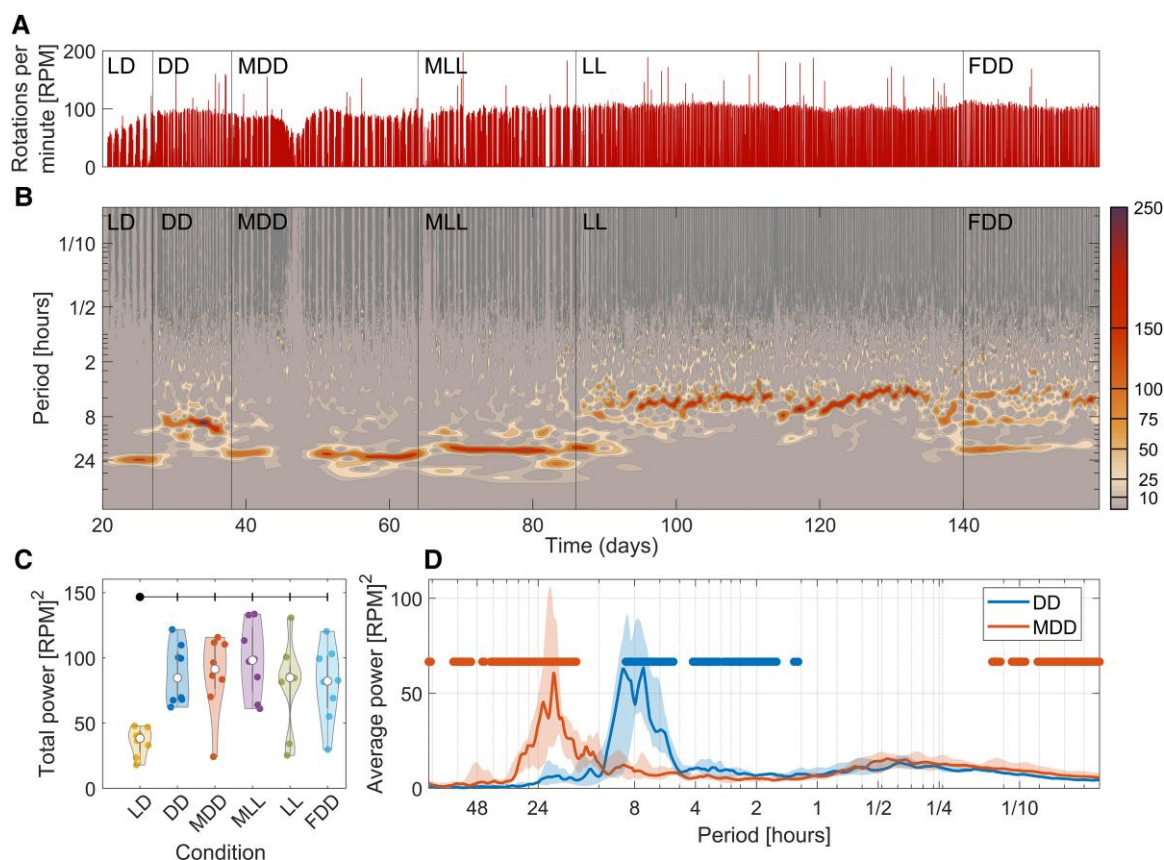 A
Rotations per
minute [RPM]
200
100
0
LD DD MDD MLL LL FDD
B
Period [hours]
1/10
1/2
2
8
24
LD DD MDD MLL LL FDD
20 40 60 80 100 120 140
Time (days)
250
150
100
75
50
25
10
C
Total power [RPM]²
150
100
50
0
LD DD MDD MLL LL FDD
Condition
D
Average power [RPM]²
100
50
0
DD
MDD
48 24 8 4 2 1 1/2 1/4 1/10
Period [hours]